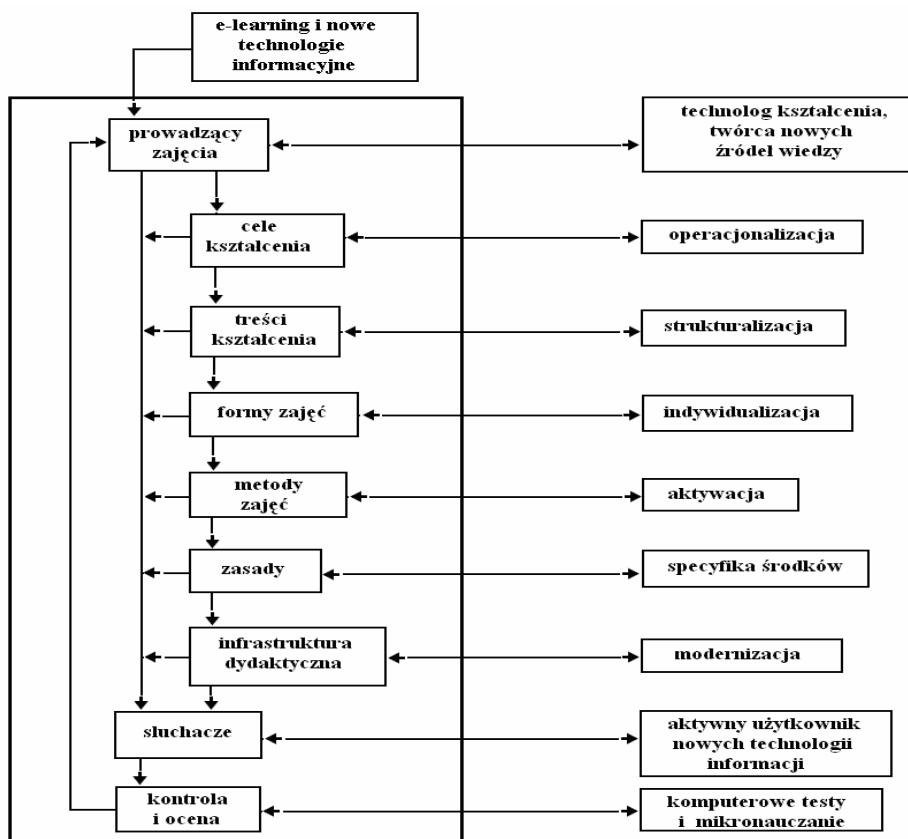 e-learning i nowe
technologie
informacyjne
prowadzący
zajęcia
technolog kształcenia,
twórca nowych
źródeł wiedzy
cele
kształcenia
operacjonalizacja
treści
kształcenia
strukturalizacja
formy zajęć
indywidualizacja
metody
zajęć
aktywacja
zasady
specyfika środków
infrastruktura
dydaktyczna
modernizacja
słuchacze
aktywny użytkownik
nowych technologii
informacji
kontrola
i ocena
komputerowe testy
i mikronauczanie